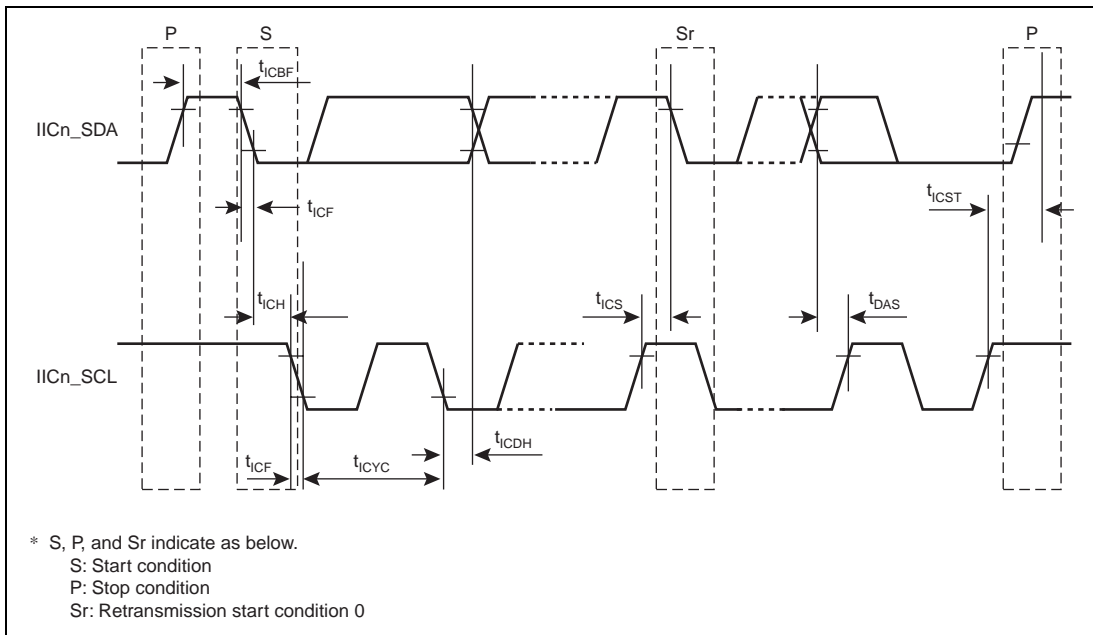 P S Sr P
tICBF
IICn_SDA
tICF
tICST
tICH
tICS
tDAS
IICn_SCL
tICDH
tICF
tICYC
* S, P, and Sr indicate as below.
S: Start condition
P: Stop condition
Sr: Retransmission start condition 0